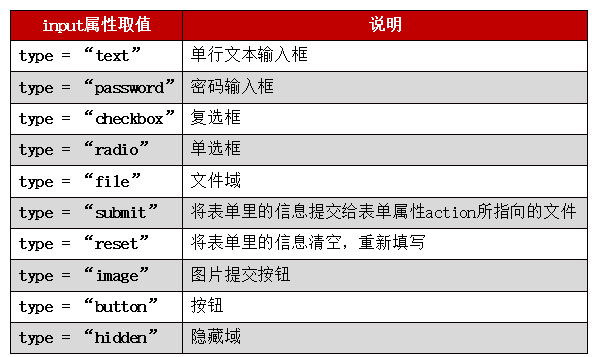 input属性取值 说明
type = “text” 单行文本输入框
type = “password” 密码输入框
type = “checkbox” 复选框
type = “radio” 单选框
type = “file” 文件域
type = “submit” 将表单里的信息提交给表单属性action所指向的文件
type = “reset” 将表单里的信息清空，重新填写
type = “image” 图片提交按钮
type = “button” 按钮
type = “hidden” 隐藏域